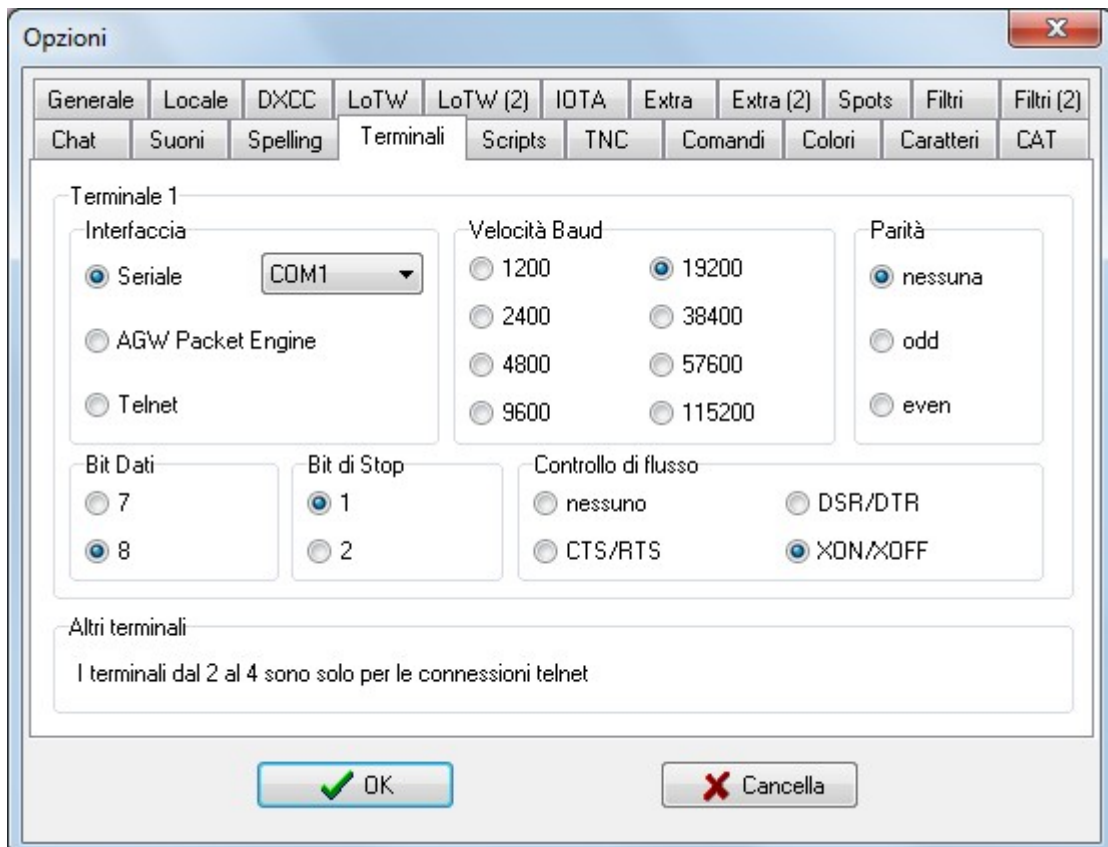 Opzioni
Generale Locale DXCC LoTW LoTW (2) IOTA Extra Extra (2) Spots Filtri Filtri (2)
Chat Suoni Spelling Terminali Scripts TNC Comandi Colori Caratteri CAT
Terminale 1
Interfaccia
Seriale COM1
AGW Packet Engine
Telnet
Velocità Baud
1200 19200
2400 38400
4800 57600
9600 115200
Parità
nessuna
odd
even
Bit Dati
7
8
Bit di Stop
1
2
Controllo di flusso
nessuno DSR/DTR
CTS/RTS XON/XOFF
Altri terminali
I terminali dal 2 al 4 sono solo per le connessioni telnet
OK Cancella